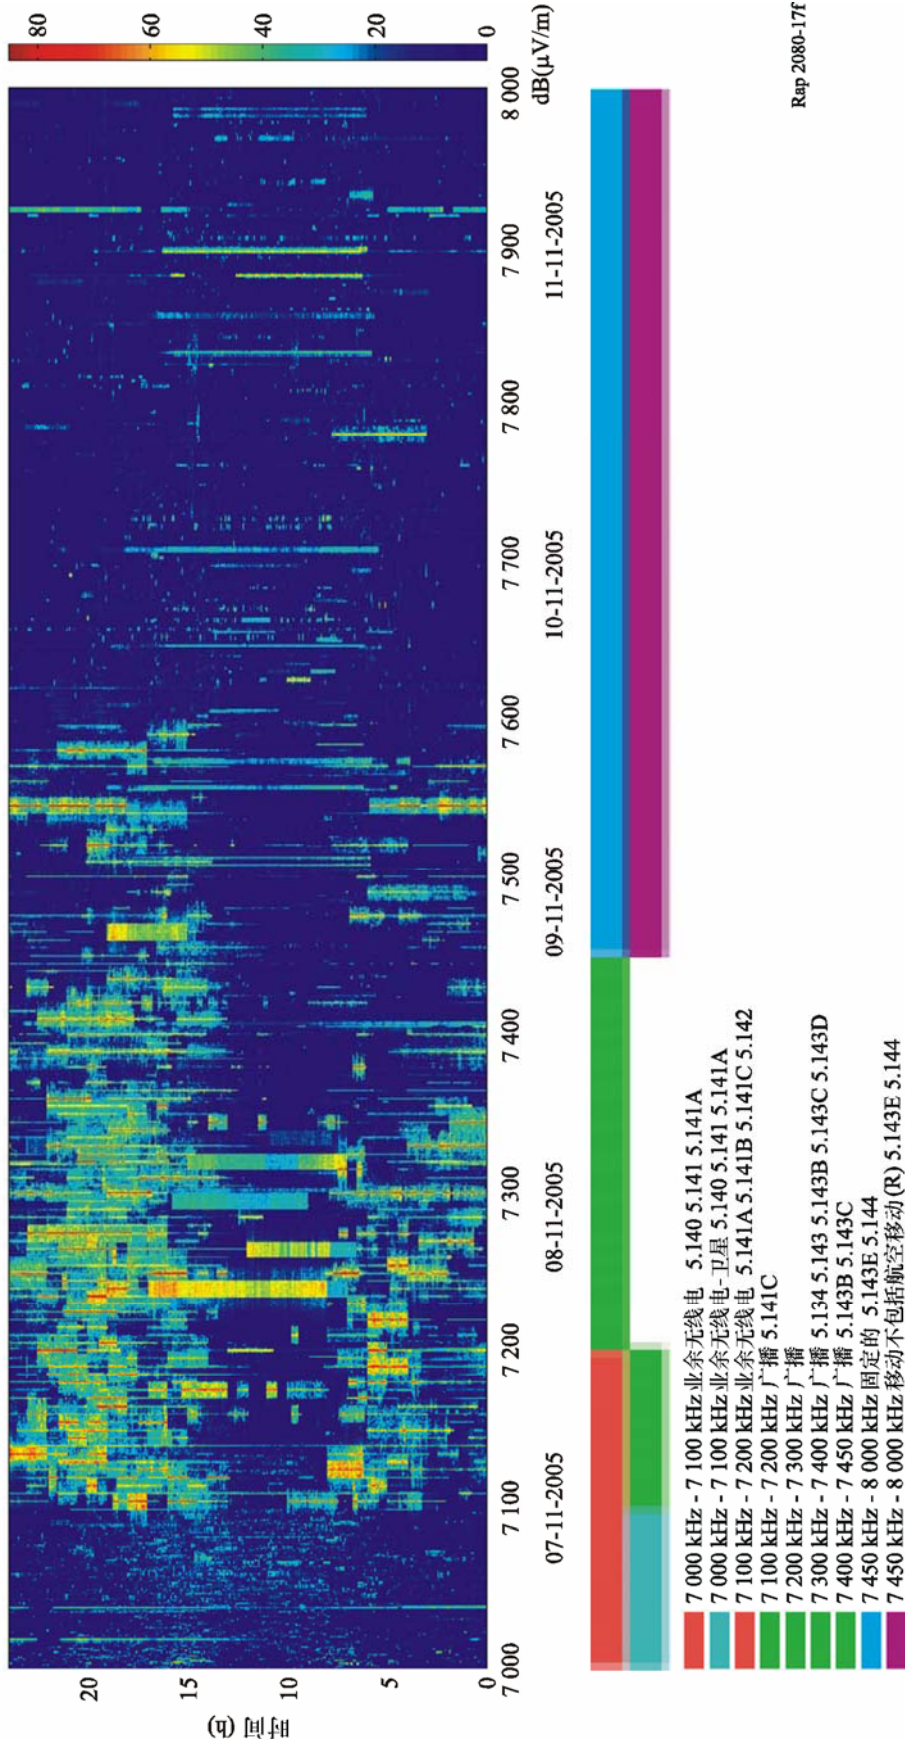 80
60
40
20
0
dB(μV/m)
20
15
10
5
0
时间 (h)
7 000
7 100
7 200
7 300
7 400
7 500
7 600
7 700
7 800
7 900
8 000
07-11-2005
08-11-2005
09-11-2005
10-11-2005
11-11-2005
7 000 kHz - 7 100 kHz 业余无线电 5.140 5.141 5.141A
7 000 kHz - 7 100 kHz 业余无线电-卫星 5.140 5.141 5.141A
7 100 kHz - 7 200 kHz 业余无线电 5.141A 5.141B 5.141C 5.142
7 100 kHz - 7 200 kHz 广播 5.141C
7 200 kHz - 7 300 kHz 广播
7 300 kHz - 7 400 kHz 广播 5.134 5.143 5.143B 5.143C 5.143D
7 400 kHz - 7 450 kHz 广播 5.143B 5.143C
7 450 kHz - 8 000 kHz 固定的 5.143E 5.144
7 450 kHz - 8 000 kHz 移动不包括航空移动 (R) 5.143E 5.144
Rap 2080-17f